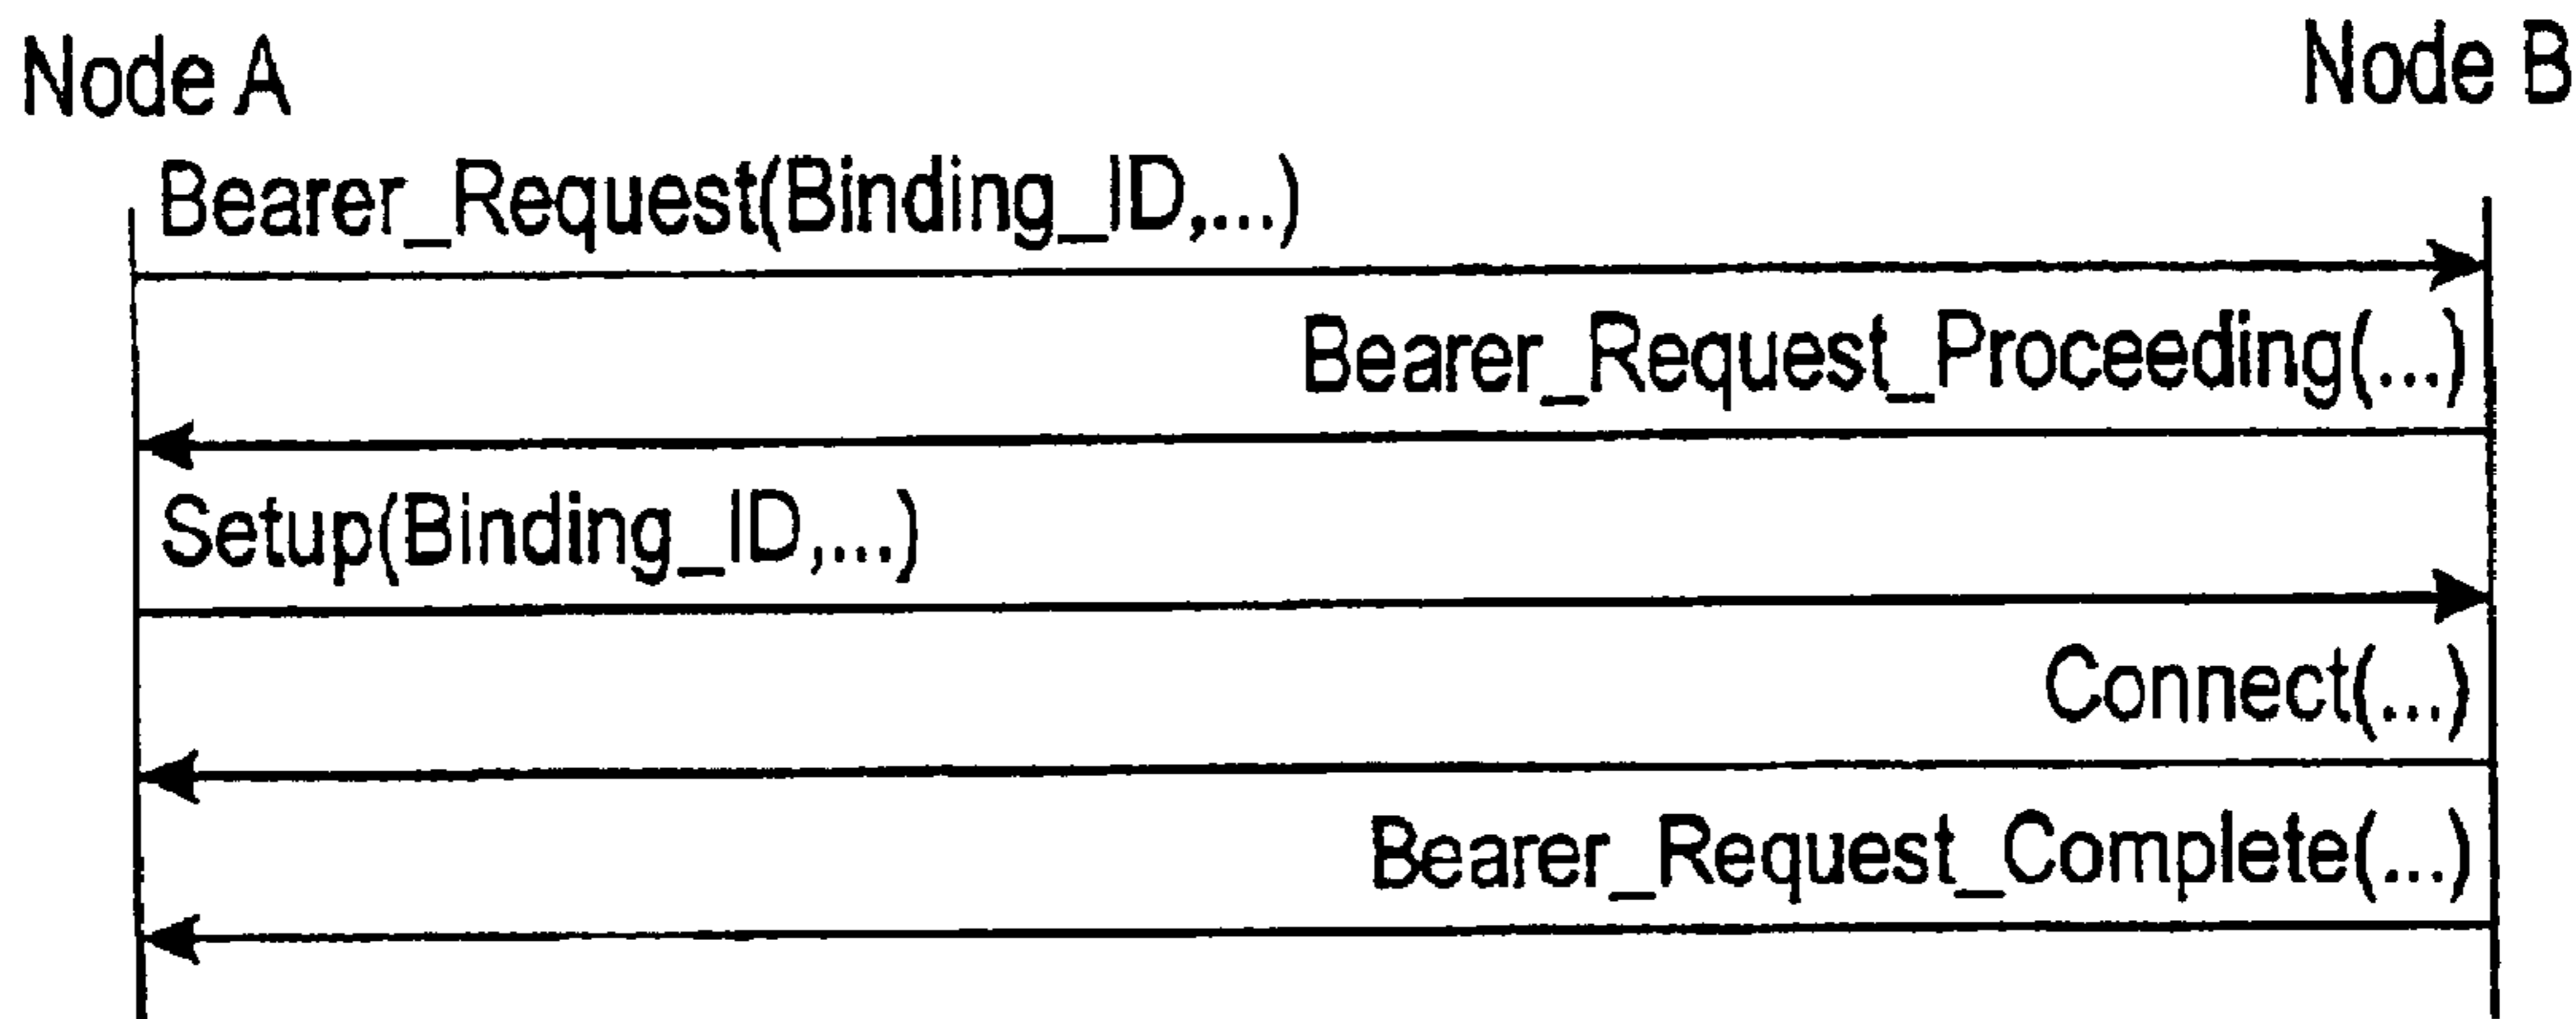 Node A
Node B
Bearer_Request(Binding_ID,...)
Bearer_Request_Proceeding(...)
Setup(Binding_ID,...)
Connect(...)
Bearer_Request_Complete(...)